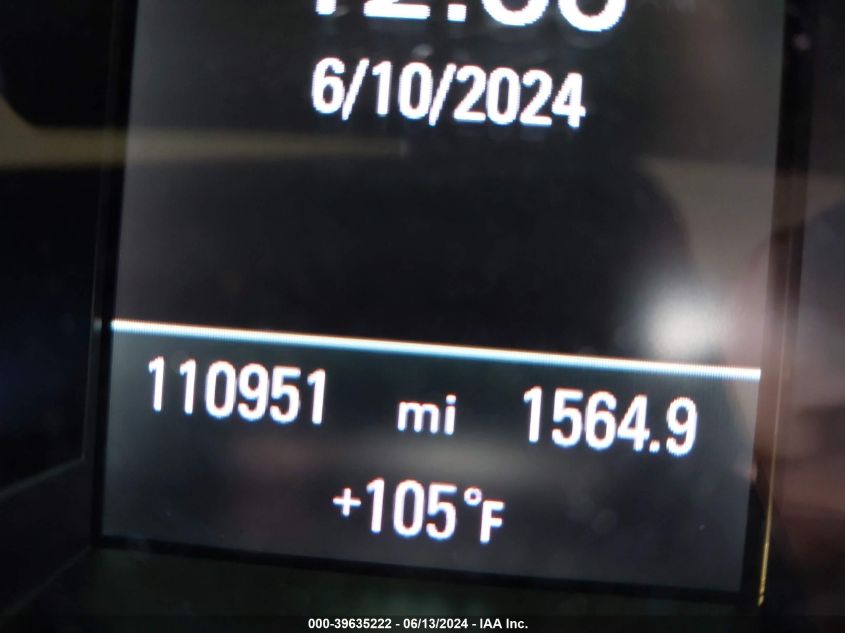 6/10/2024
110951 mi 1564.9
+105°F
000-39635222 - 06/13/2024 - IAA Inc.